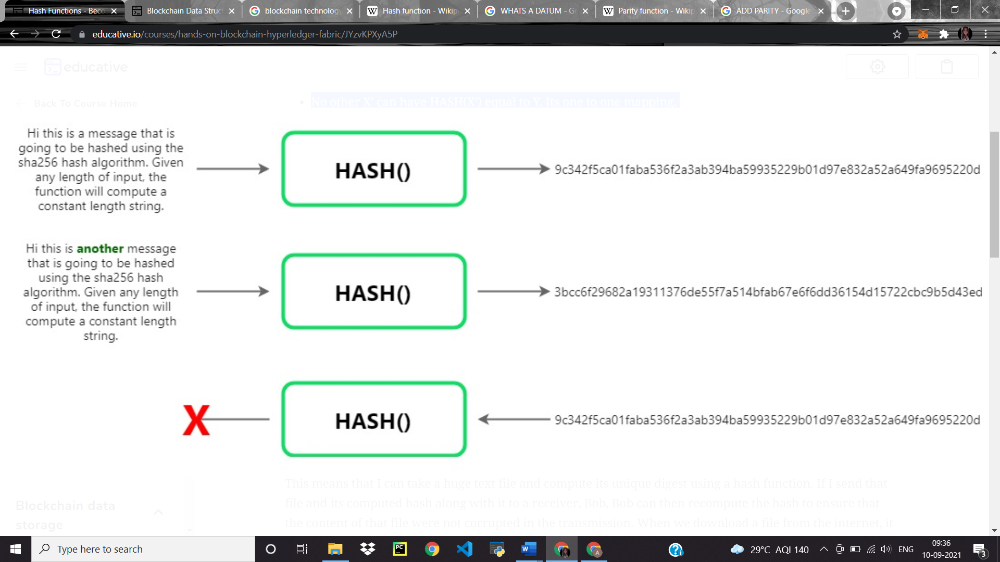 Hash Functions - Beco
Blockchain Data Struc
blockchain technology
Hash function - Wikip
WHATS A DATUM - G
Parity function - Wikip
ADD PARITY - Google
educative.io/courses/hands-on-blockchain-hyperledger-fabric/JYzvKPXyA5P
educative
Back To Course Home
• No other X' can have HASH(X') equal to Y. Its one to one mapping.
Hi this is a message that is
going to be hashed using the
sha256 hash algorithm. Given
any length of input, the
function will compute a
constant length string.
HASH()
9c342f5ca01faba536f2a3ab394ba59935229b01d97e832a52a649fa9695220d
Hi this is another message
that is going to be hashed
using the sha256 hash
algorithm. Given any length
of input, the function will
compute a constant length
string.
HASH()
3bcc6f29682a19311376de55f7a514bfab67e6f6dd36154d15722cbc9b5d43ed
X
HASH()
9c342f5ca01faba536f2a3ab394ba59935229b01d97e832a52a649fa9695220d
This means that I can take a huge text file and compute its unique digest using a hash function. If I send that
file and its computed hash along with it to a receiver, Bob. Bob can then recompute the hash to ensure that
the content of that file were not corrupted in the transmission. When we download a file from the internet, it
Blockchain data
storage
Type here to search
PC
W
A
29°C AQI 140
ENG
09:36
10-09-2021
3